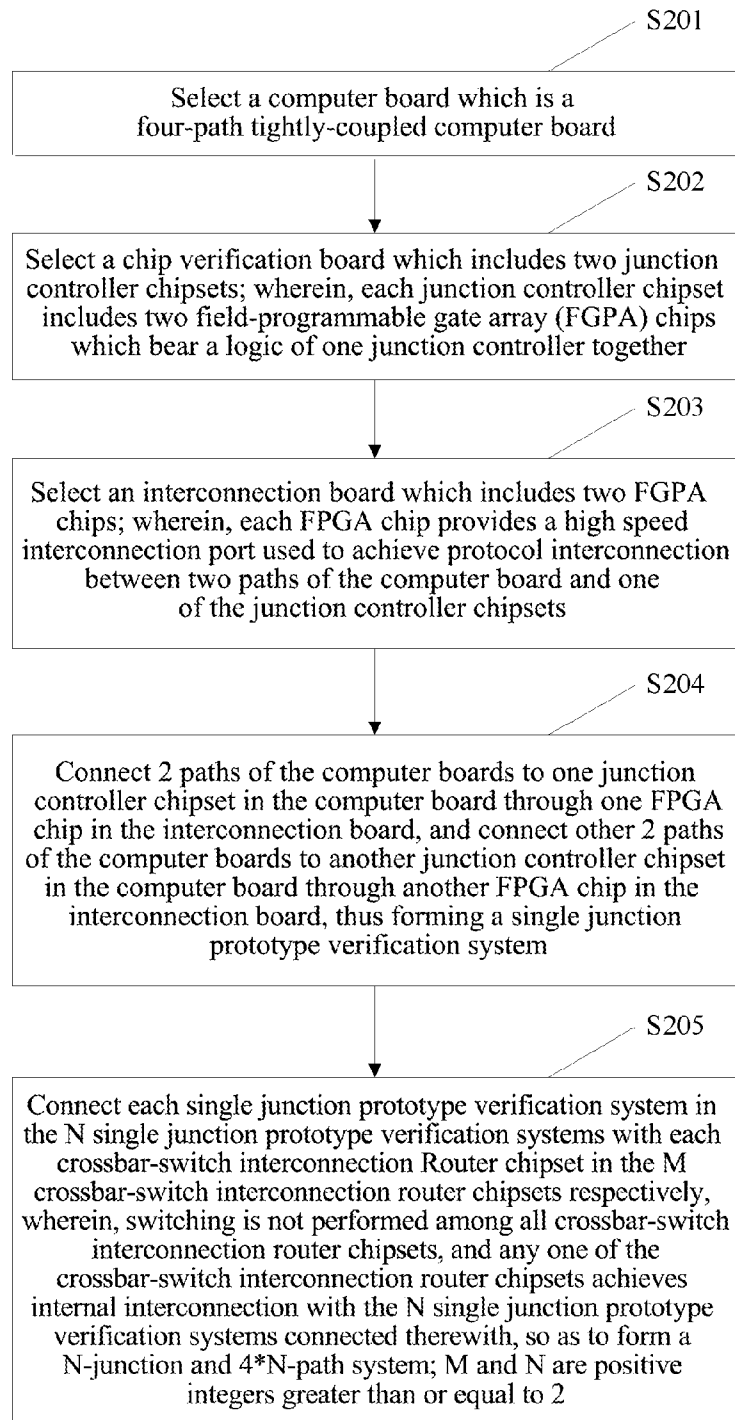 S201
Select a computer board which is a
four-path tightly-coupled computer board
S202
Select a chip verification board which includes two junction
controller chipsets; wherein, each junction controller chipset
includes two field-programmable gate array (FGPA) chips
which bear a logic of one junction controller together
S203
Select an interconnection board which includes two FGPA
chips; wherein, each FPGA chip provides a high speed
interconnection port used to achieve protocol interconnection
between two paths of the computer board and one
of the junction controller chipsets
S204
Connect 2 paths of the computer boards to one junction
controller chipset in the computer board through one FPGA
chip in the interconnection board, and connect other 2 paths
of the computer boards to another junction controller chipset
in the computer board through another FPGA chip in the
interconnection board, thus forming a single junction
prototype verification system
S205
Connect each single junction prototype verification system in
the N single junction prototype verification systems with each
crossbar-switch interconnection Router chipset in the M
crossbar-switch interconnection router chipsets respectively,
wherein, switching is not performed among all crossbar-switch
interconnection router chipsets, and any one of the
crossbar-switch interconnection router chipsets achieves
internal interconnection with the N single junction prototype
verification systems connected therewith, so as to form a
N-junction and 4*N-path system; M and N are positive
integers greater than or equal to 2